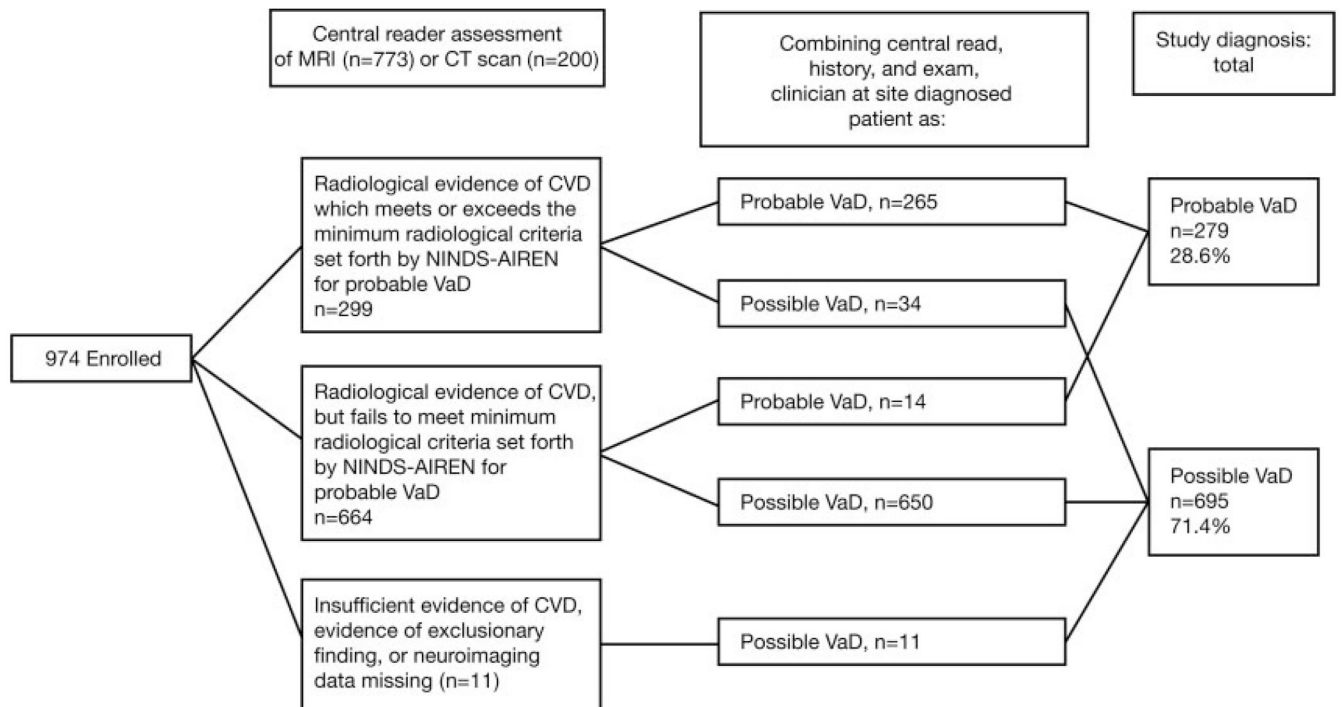 Central reader assessment
of MRI (n=773) or CT scan (n=200)
Combining central read,
history, and exam,
clinician at site diagnosed
patient as:
Study diagnosis:
total
974 Enrolled
Radiological evidence of CVD
which meets or exceeds the
minimum radiological criteria
set forth by NINDS-AIREN
for probable VaD
n=299
Radiological evidence of CVD,
but fails to meet minimum
radiological criteria set forth
by NINDS-AIREN for
probable VaD
n=664
Insufficient evidence of CVD,
evidence of exclusionary
finding, or neuroimaging
data missing (n=11)
Probable VaD, n=265
Possible VaD, n=34
Probable VaD, n=14
Possible VaD, n=650
Possible VaD, n=11
Probable VaD
n=279
28.6%
Possible VaD
n=695
71.4%